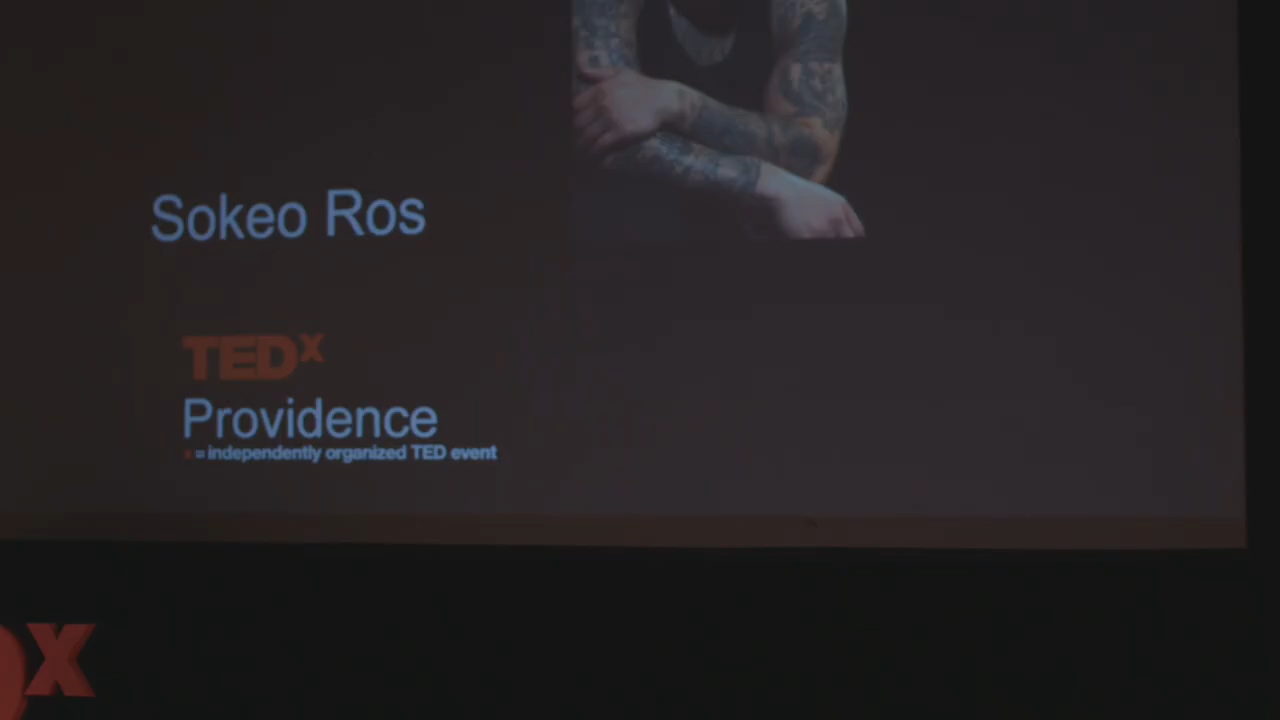 Sokeo Ros
TEDx
Providence
x = independently organized TED event
X